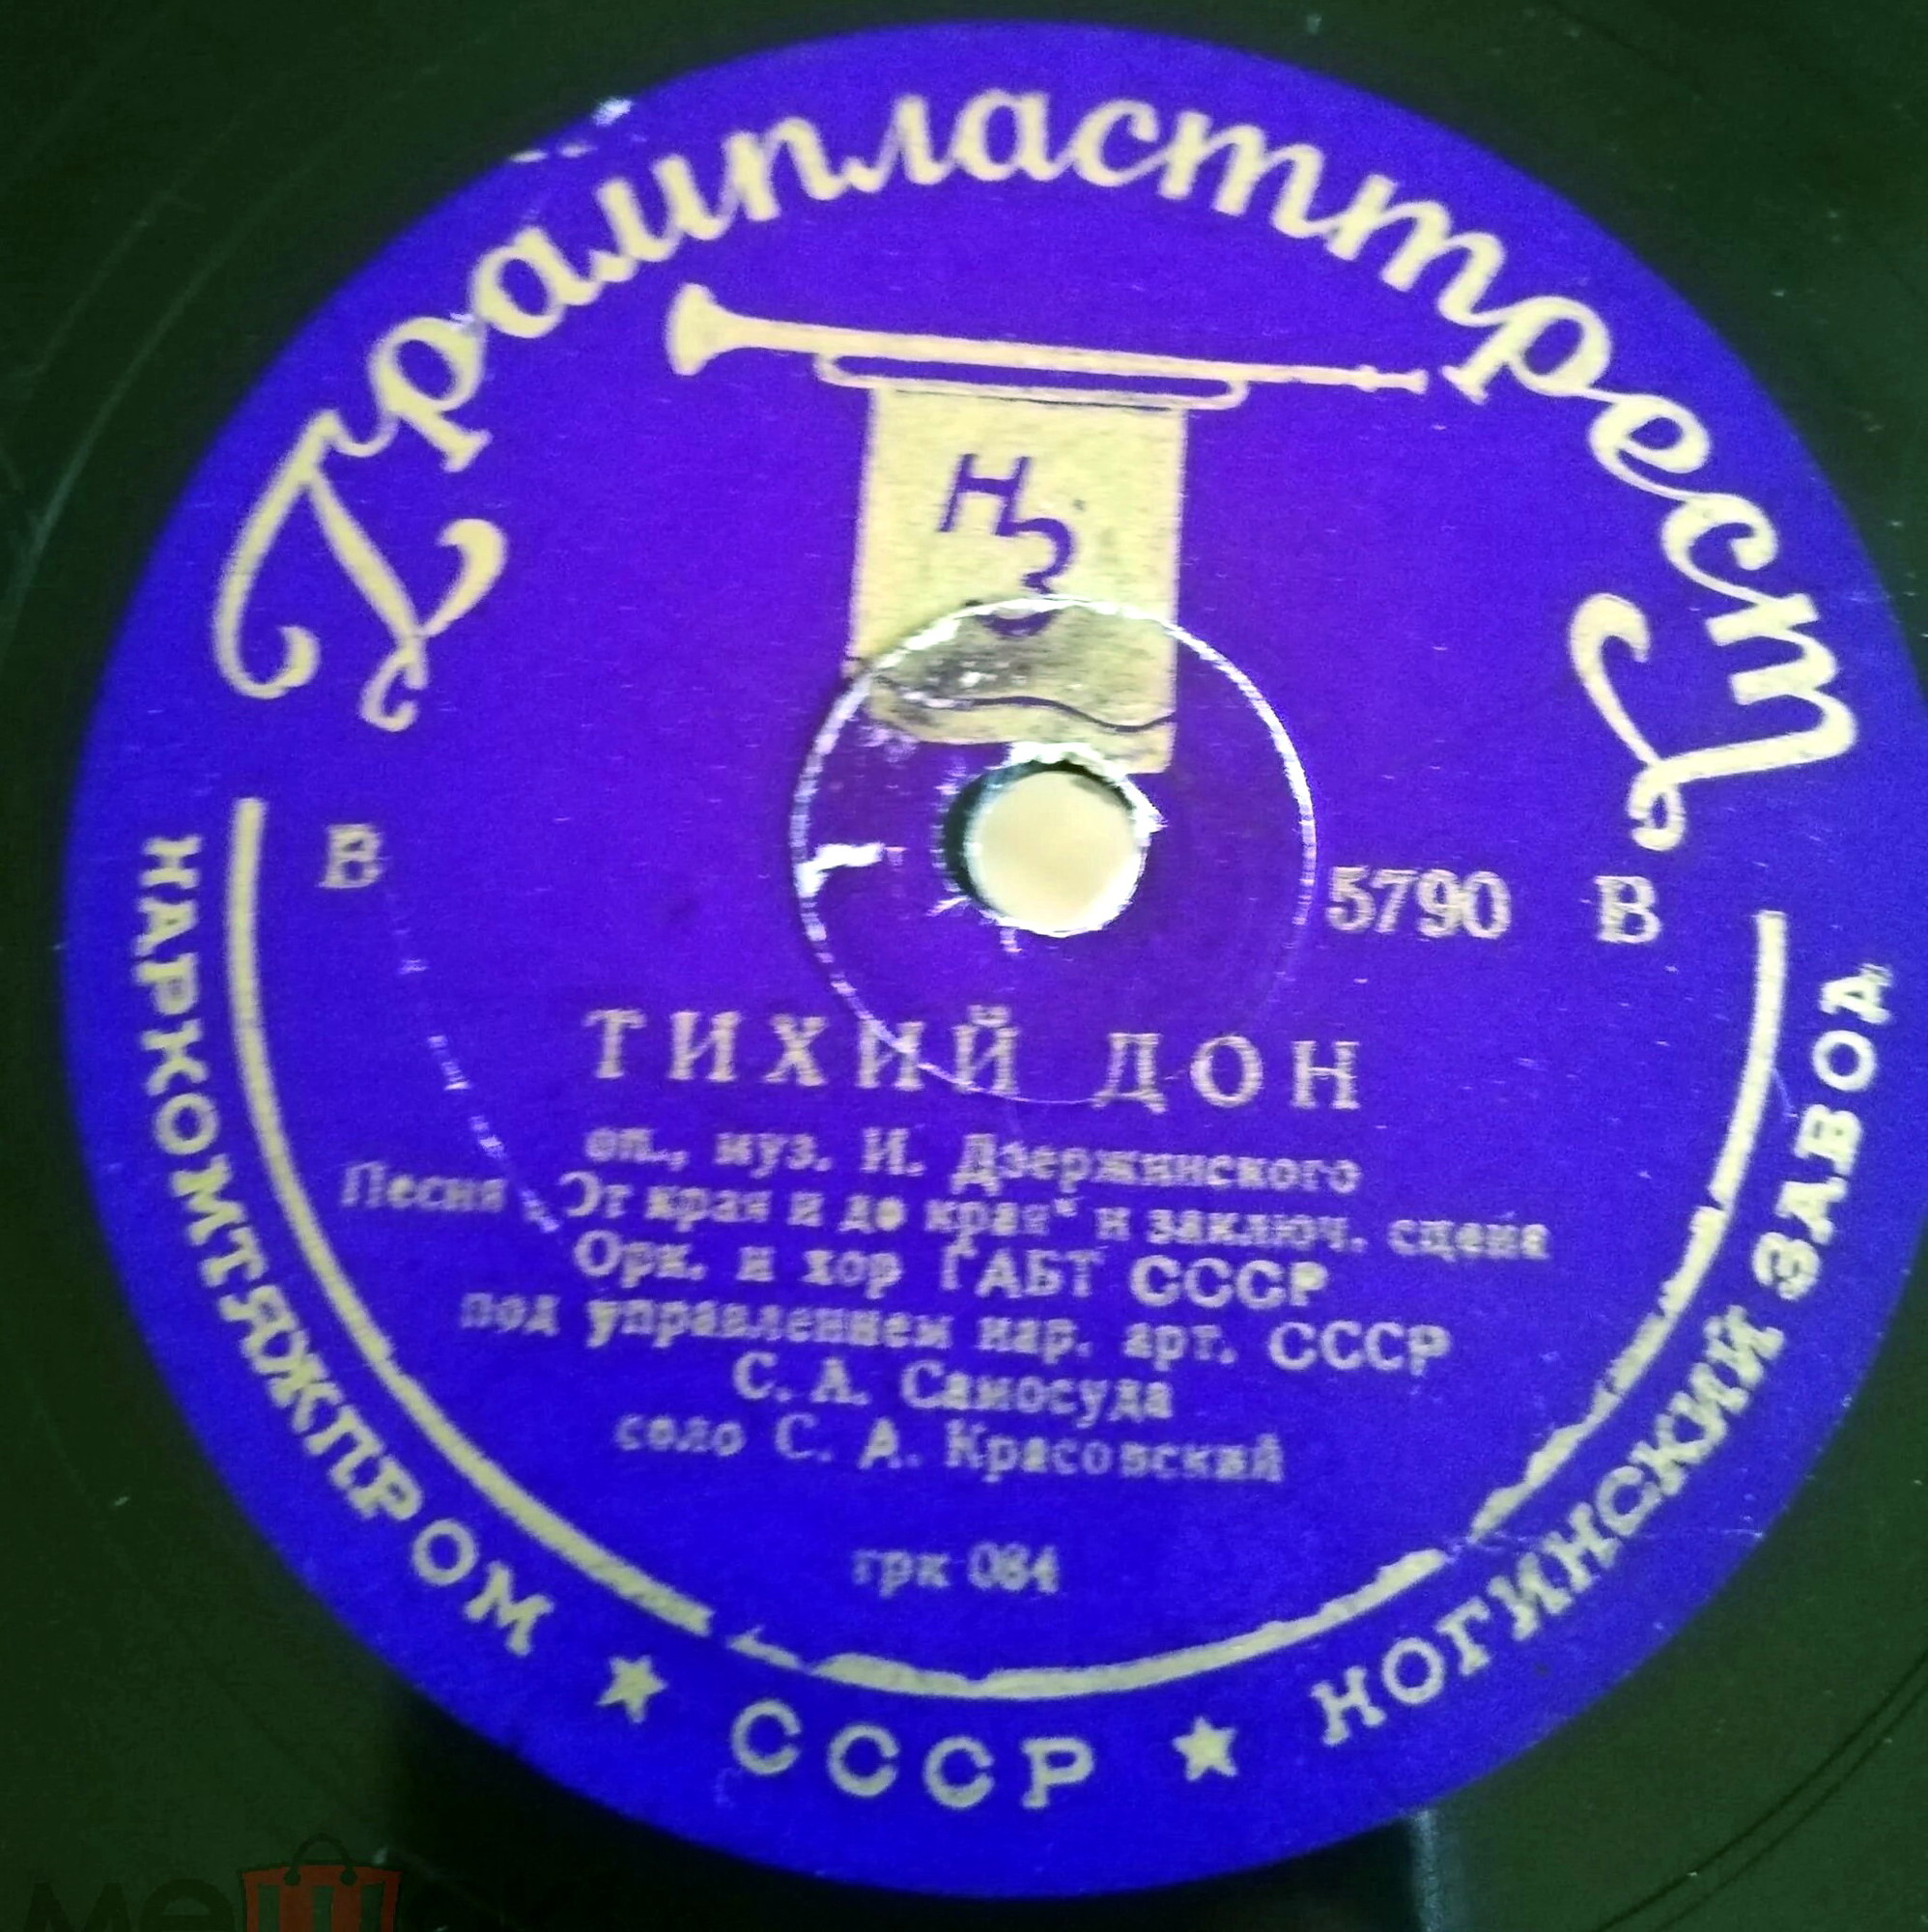 Грампласттрест
НЗ
В 5790 В
ТИХИЙ ДОН
оп., муз. И. Дзержинского
Песня „От края и до края“ и заключ. сцена
Орк. и хор ГАБТ СССР
под управлением нар. арт. СССР
С. А. Самосуда
соло С. А. Красовский
грк 084
НАРКОМТЯЖПРОМ ★ СССР ★ НОГИНСКИЙ ЗАВОД